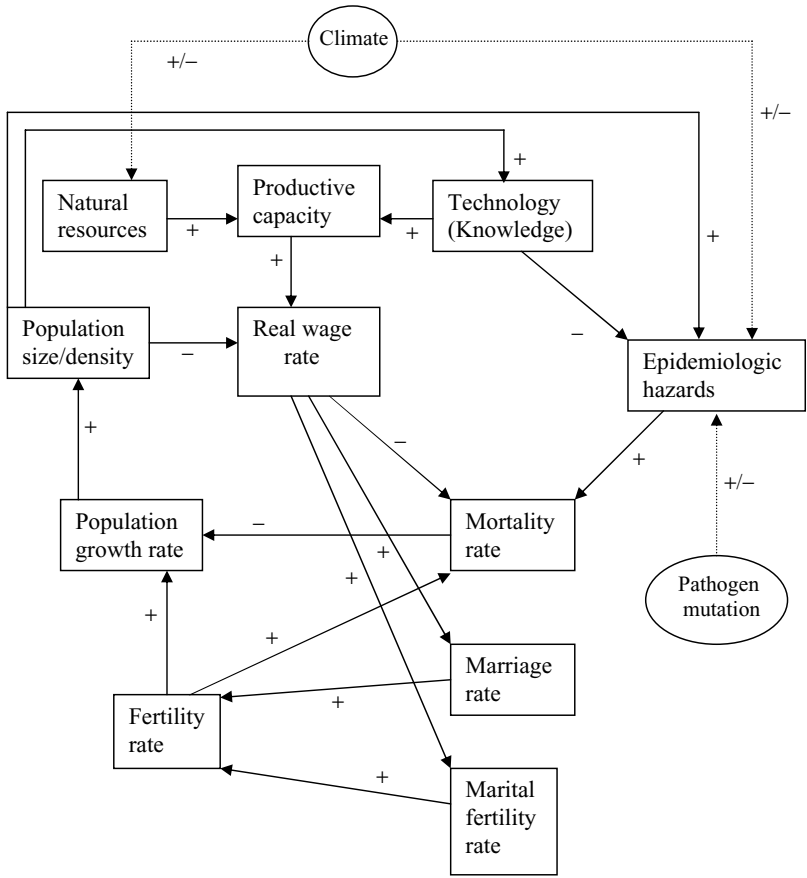 Climate
+/−
+/−
+
Natural
resources
Productive
capacity
Technology
(Knowledge)
+
+
+
+
Population
size/density
Real wage
rate
−
−
Epidemiologic
hazards
+
−
+
+/−
Population
growth rate
−
Mortality
rate
+
+
Pathogen
mutation
+
+
Marriage
rate
+
Fertility
rate
+
Marital
fertility
rate